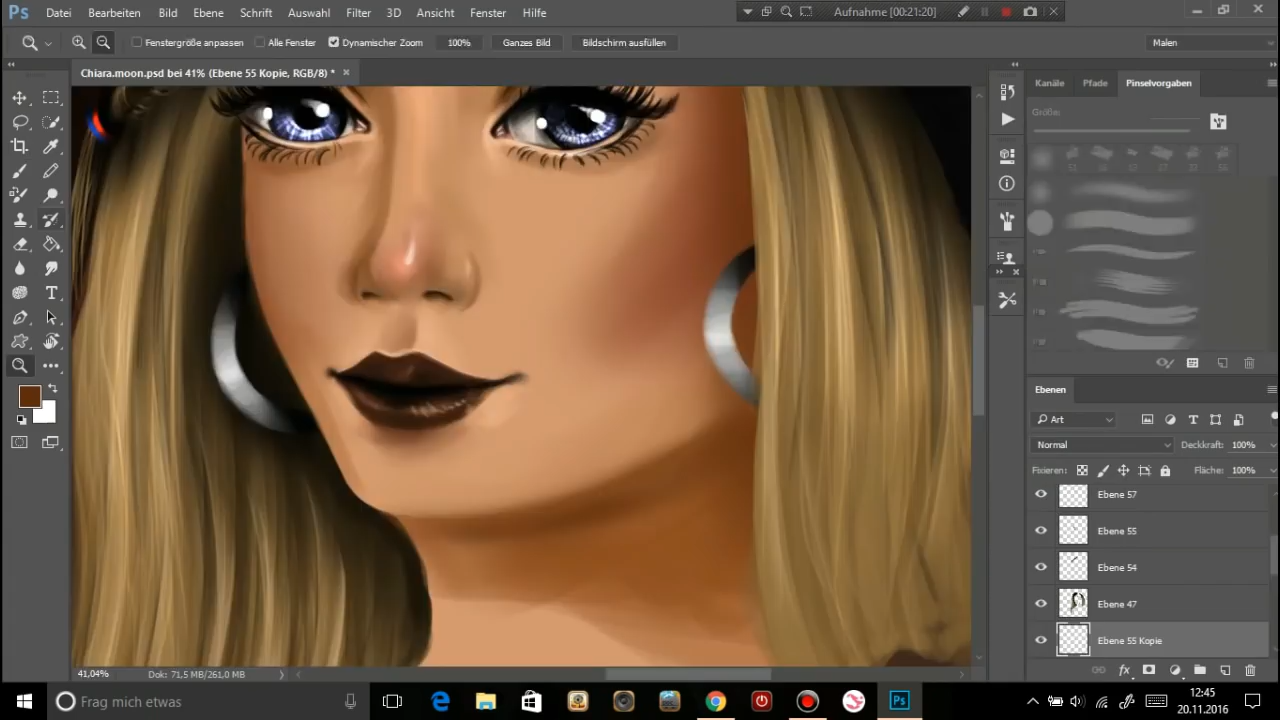 Ps Datei Bearbeiten Bild Ebene Schrift Auswahl Filter 3D Ansicht Fenster Hilfe
Aufnahme [00:21:20]
Fenstergröße anpassen Alle Fenster Dynamischer Zoom 100% Ganzes Bild Bildschirm ausfüllen Malen
Chiara.moon.psd bei 41% (Ebene 55 Kopie, RGB/8) *
Kanäle Pfade Pinselvorgaben
Größe:
Ebenen
Art
Normal Deckkraft: 100%
Fixieren: Fläche: 100%
Ebene 57
Ebene 55
Ebene 54
Ebene 47
Ebene 55 Kopie
41,04% Dok: 71,5 MB/261,0 MB
Frag mich etwas
Ps
12:45
20.11.2016